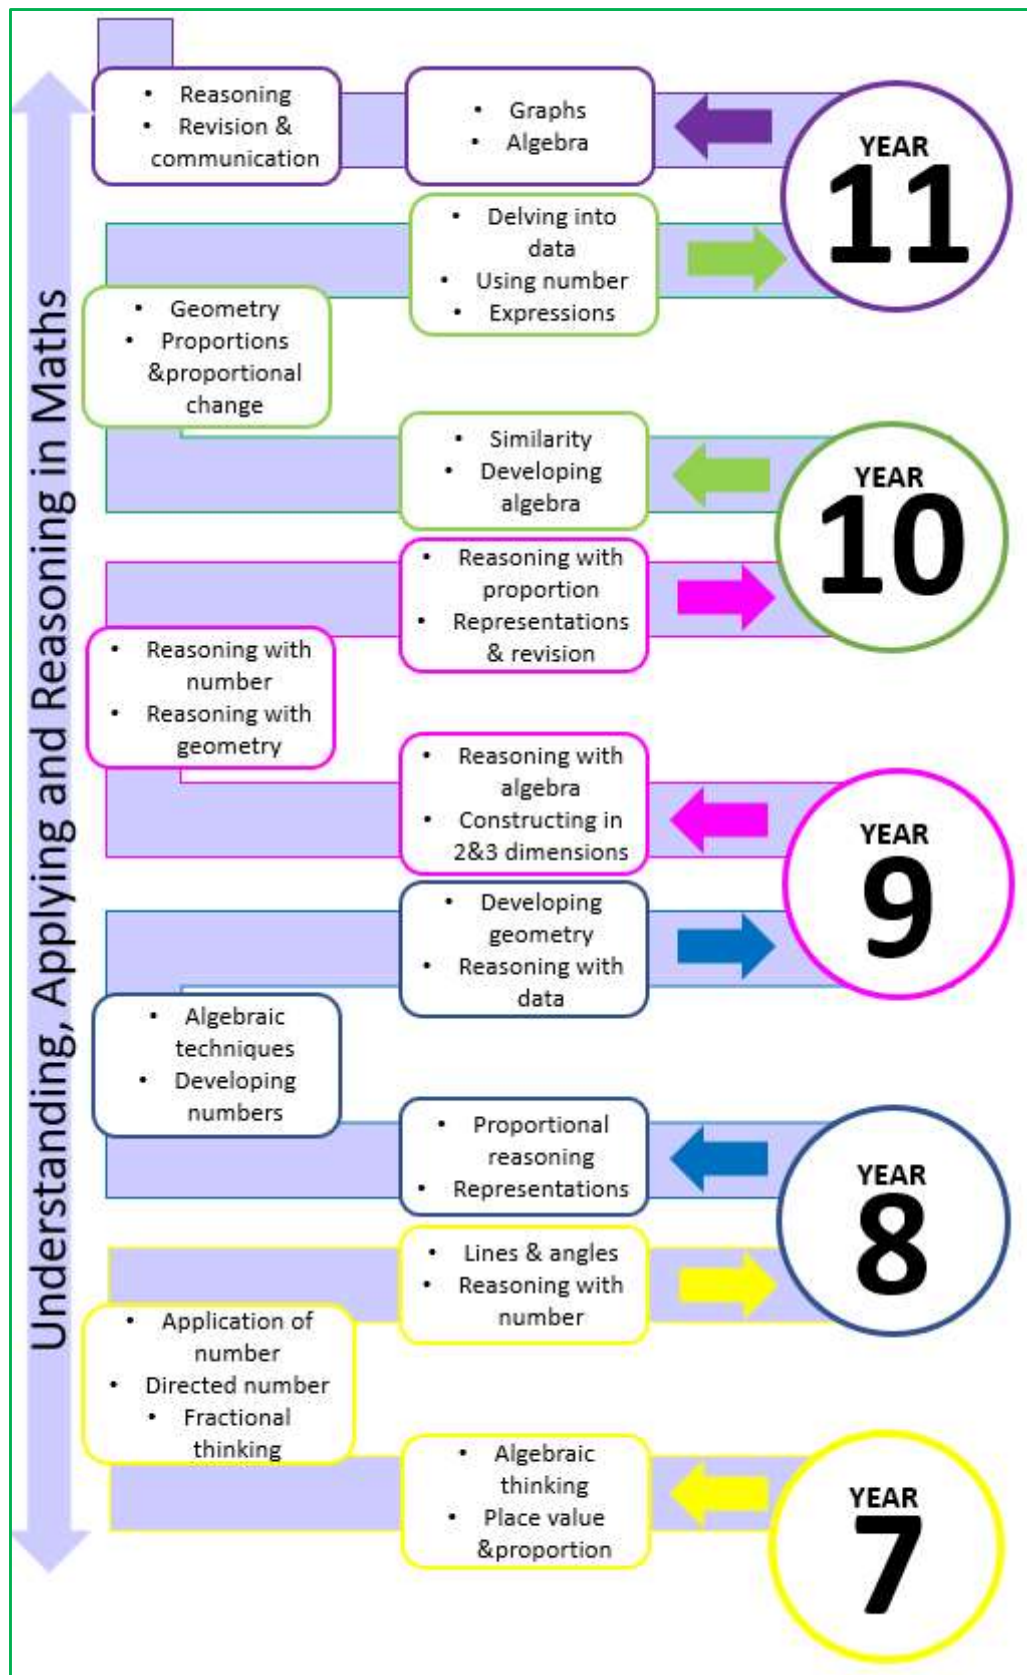 • Reasoning
• Revision &
communication
• Graphs
• Algebra
YEAR
11
• Delving into
data
• Using number
• Expressions
• Geometry
• Proportions
&proportional
change
• Similarity
• Developing
algebra
YEAR
10
• Reasoning with
proportion
• Representations
& revision
• Reasoning with
number
• Reasoning with
geometry
• Reasoning with
algebra
• Constructing in
2&3 dimensions
YEAR
9
• Developing
geometry
• Reasoning with
data
• Algebraic
techniques
• Developing
numbers
• Proportional
reasoning
• Representations
YEAR
8
• Lines & angles
• Reasoning with
number
• Application of
number
• Directed number
• Fractional
thinking
• Algebraic
thinking
• Place value
&proportion
YEAR
7
Understanding, Applying and Reasoning in Maths